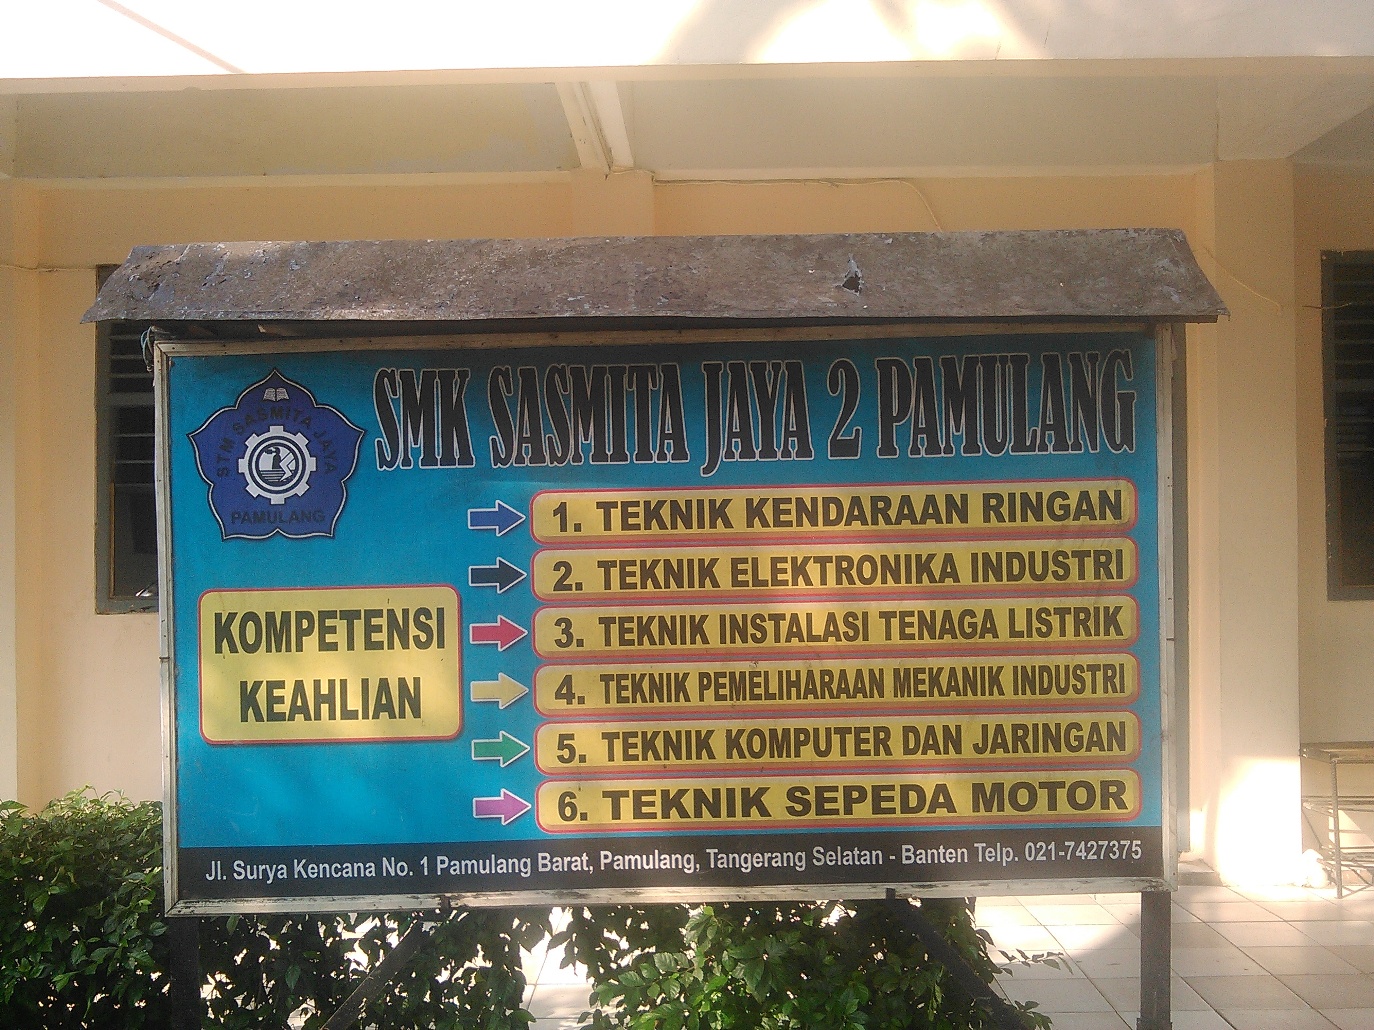 SMK SASMITA JAYA 2 PAMULANG
STM SASMITA JAYA
PAMULANG
KOMPETENSI
KEAHLIAN
1. TEKNIK KENDARAAN RINGAN
2. TEKNIK ELEKTRONIKA INDUSTRI
3. TEKNIK INSTALASI TENAGA LISTRIK
4. TEKNIK PEMELIHARAAN MEKANIK INDUSTRI
5. TEKNIK KOMPUTER DAN JARINGAN
6. TEKNIK SEPEDA MOTOR
Jl. Surya Kencana No. 1 Pamulang Barat, Pamulang, Tangerang Selatan - Banten Telp. 021-7427375